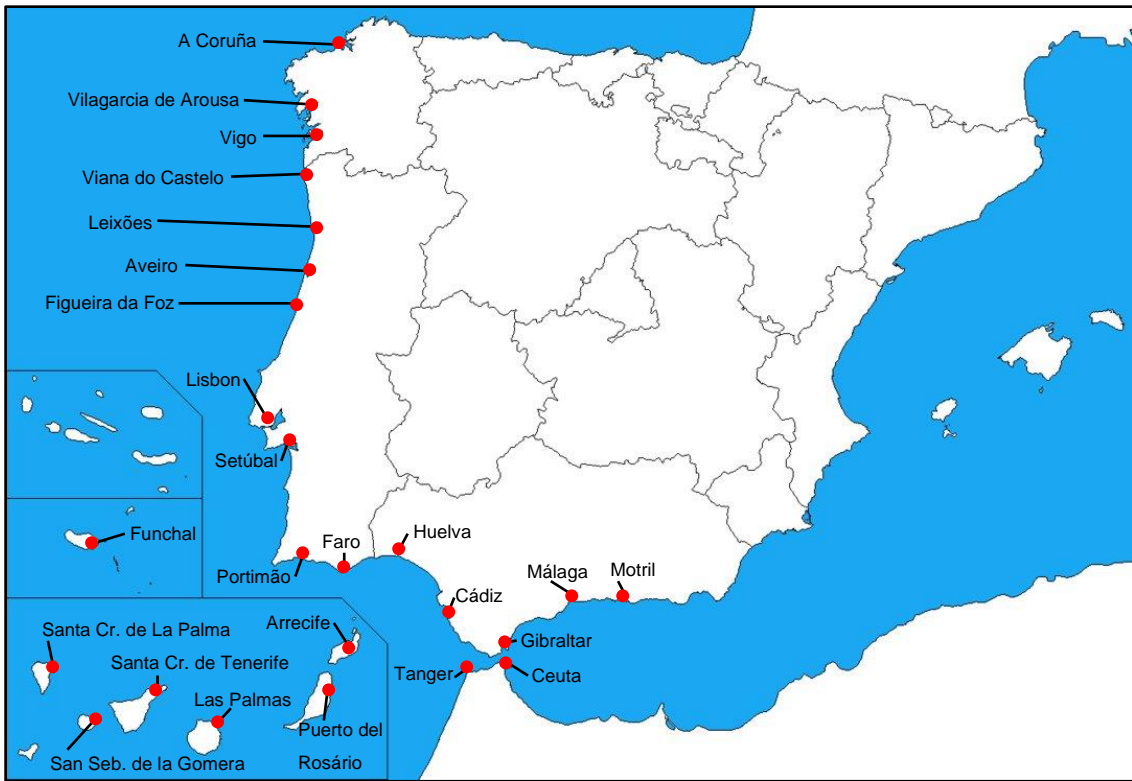 A Coruña
Vilagarcia de Arousa
Vigo
Viana do Castelo
Leixões
Aveiro
Figueira da Foz
Lisbon
Setúbal
Funchal
Portimão
Faro
Huelva
Cádiz
Málaga
Motril
Gibraltar
Tanger
Ceuta
Santa Cr. de La Palma
Arrecife
Santa Cr. de Tenerife
Las Palmas
Puerto del
Rosário
San Seb. de la Gomera